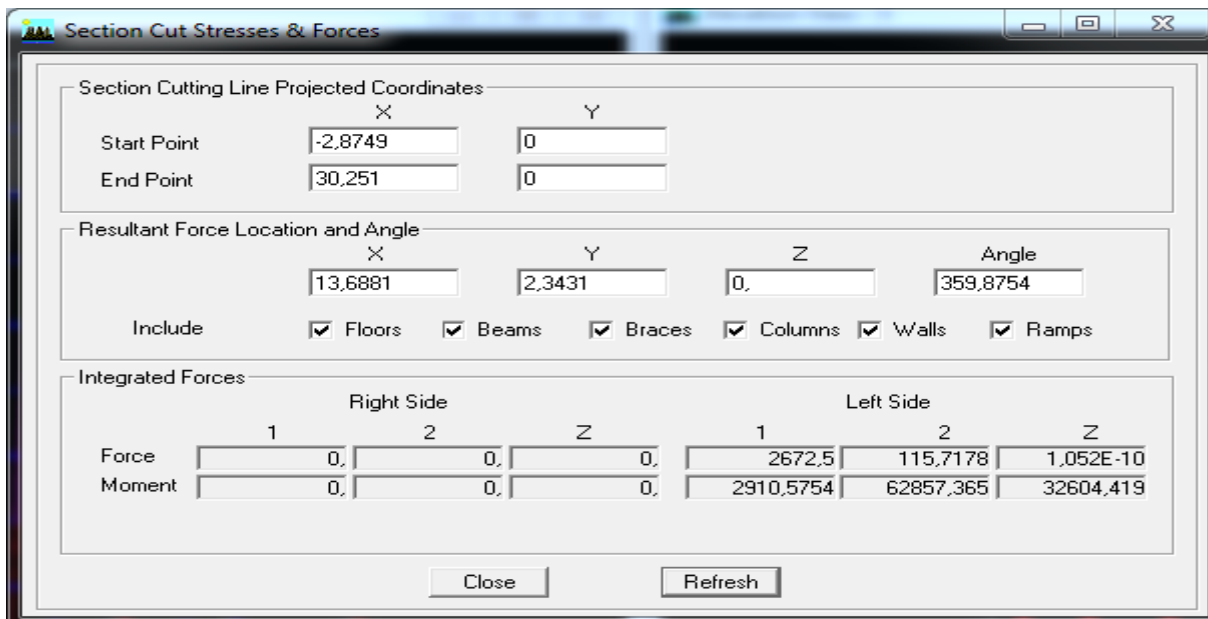 Section Cut Stresses & Forces
Section Cutting Line Projected Coordinates
X Y
Start Point -2,8749 0
End Point 30,251 0
Resultant Force Location and Angle
X Y Z Angle
13,6881 2,3431 0, 359,8754
Include Floors Beams Braces Columns Walls Ramps
Integrated Forces
Right Side Left Side
1 2 Z 1 2 Z
Force 0, 0, 0, 2672,5 115,7178 1,052E-10
Moment 0, 0, 0, 2910,5754 62857,365 32604,419
Close Refresh